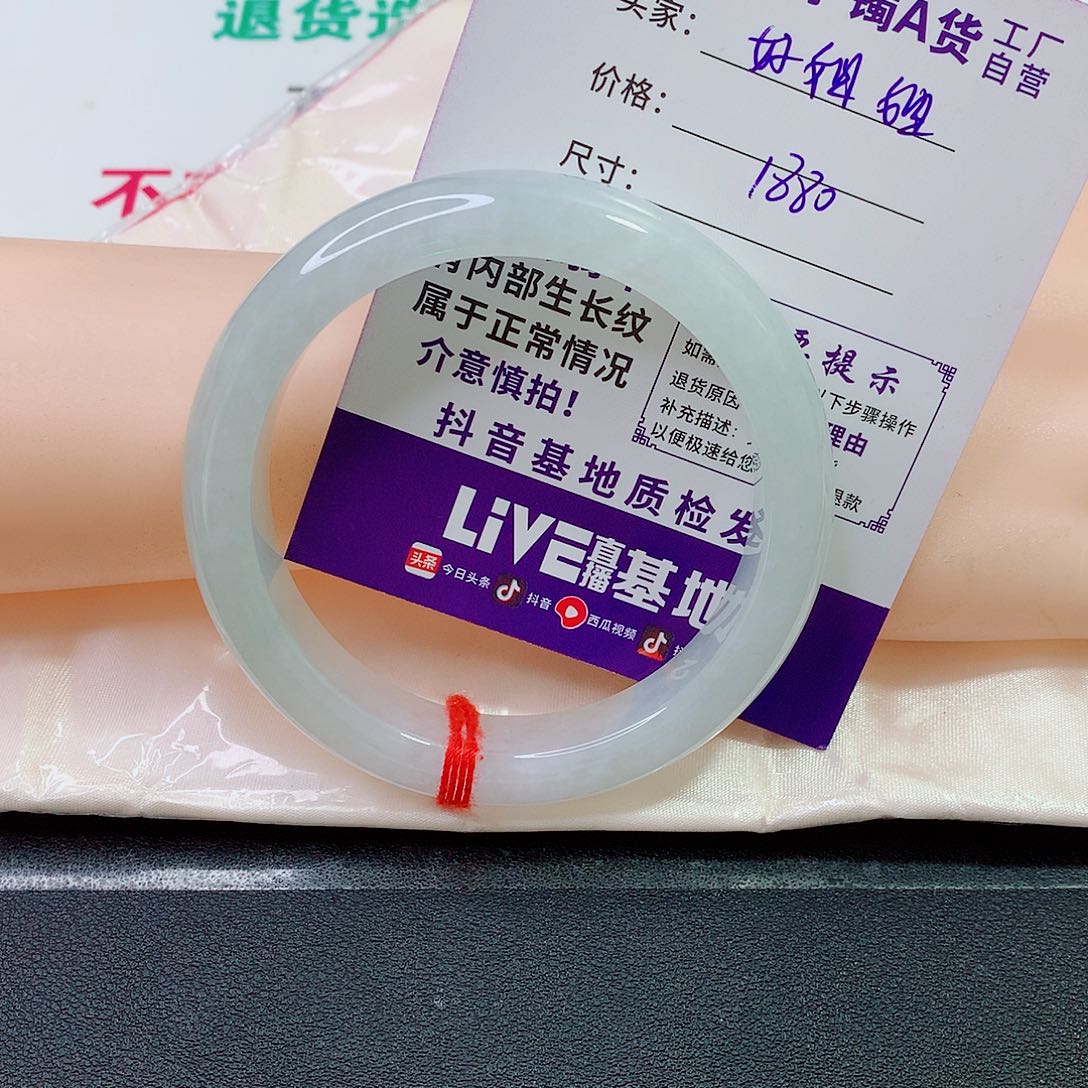 退货
不
镯A货 工厂
自营
买家:
价格:
1880
尺寸:
内部生长纹
属于正常情况
介意慎拍!
提示
如需
退货原因
以下步骤操作
补充描述:
理由
以便极速给您
退款
抖音基地质检发
LiVE直播基地
头条 今日头条 抖音 西瓜视频